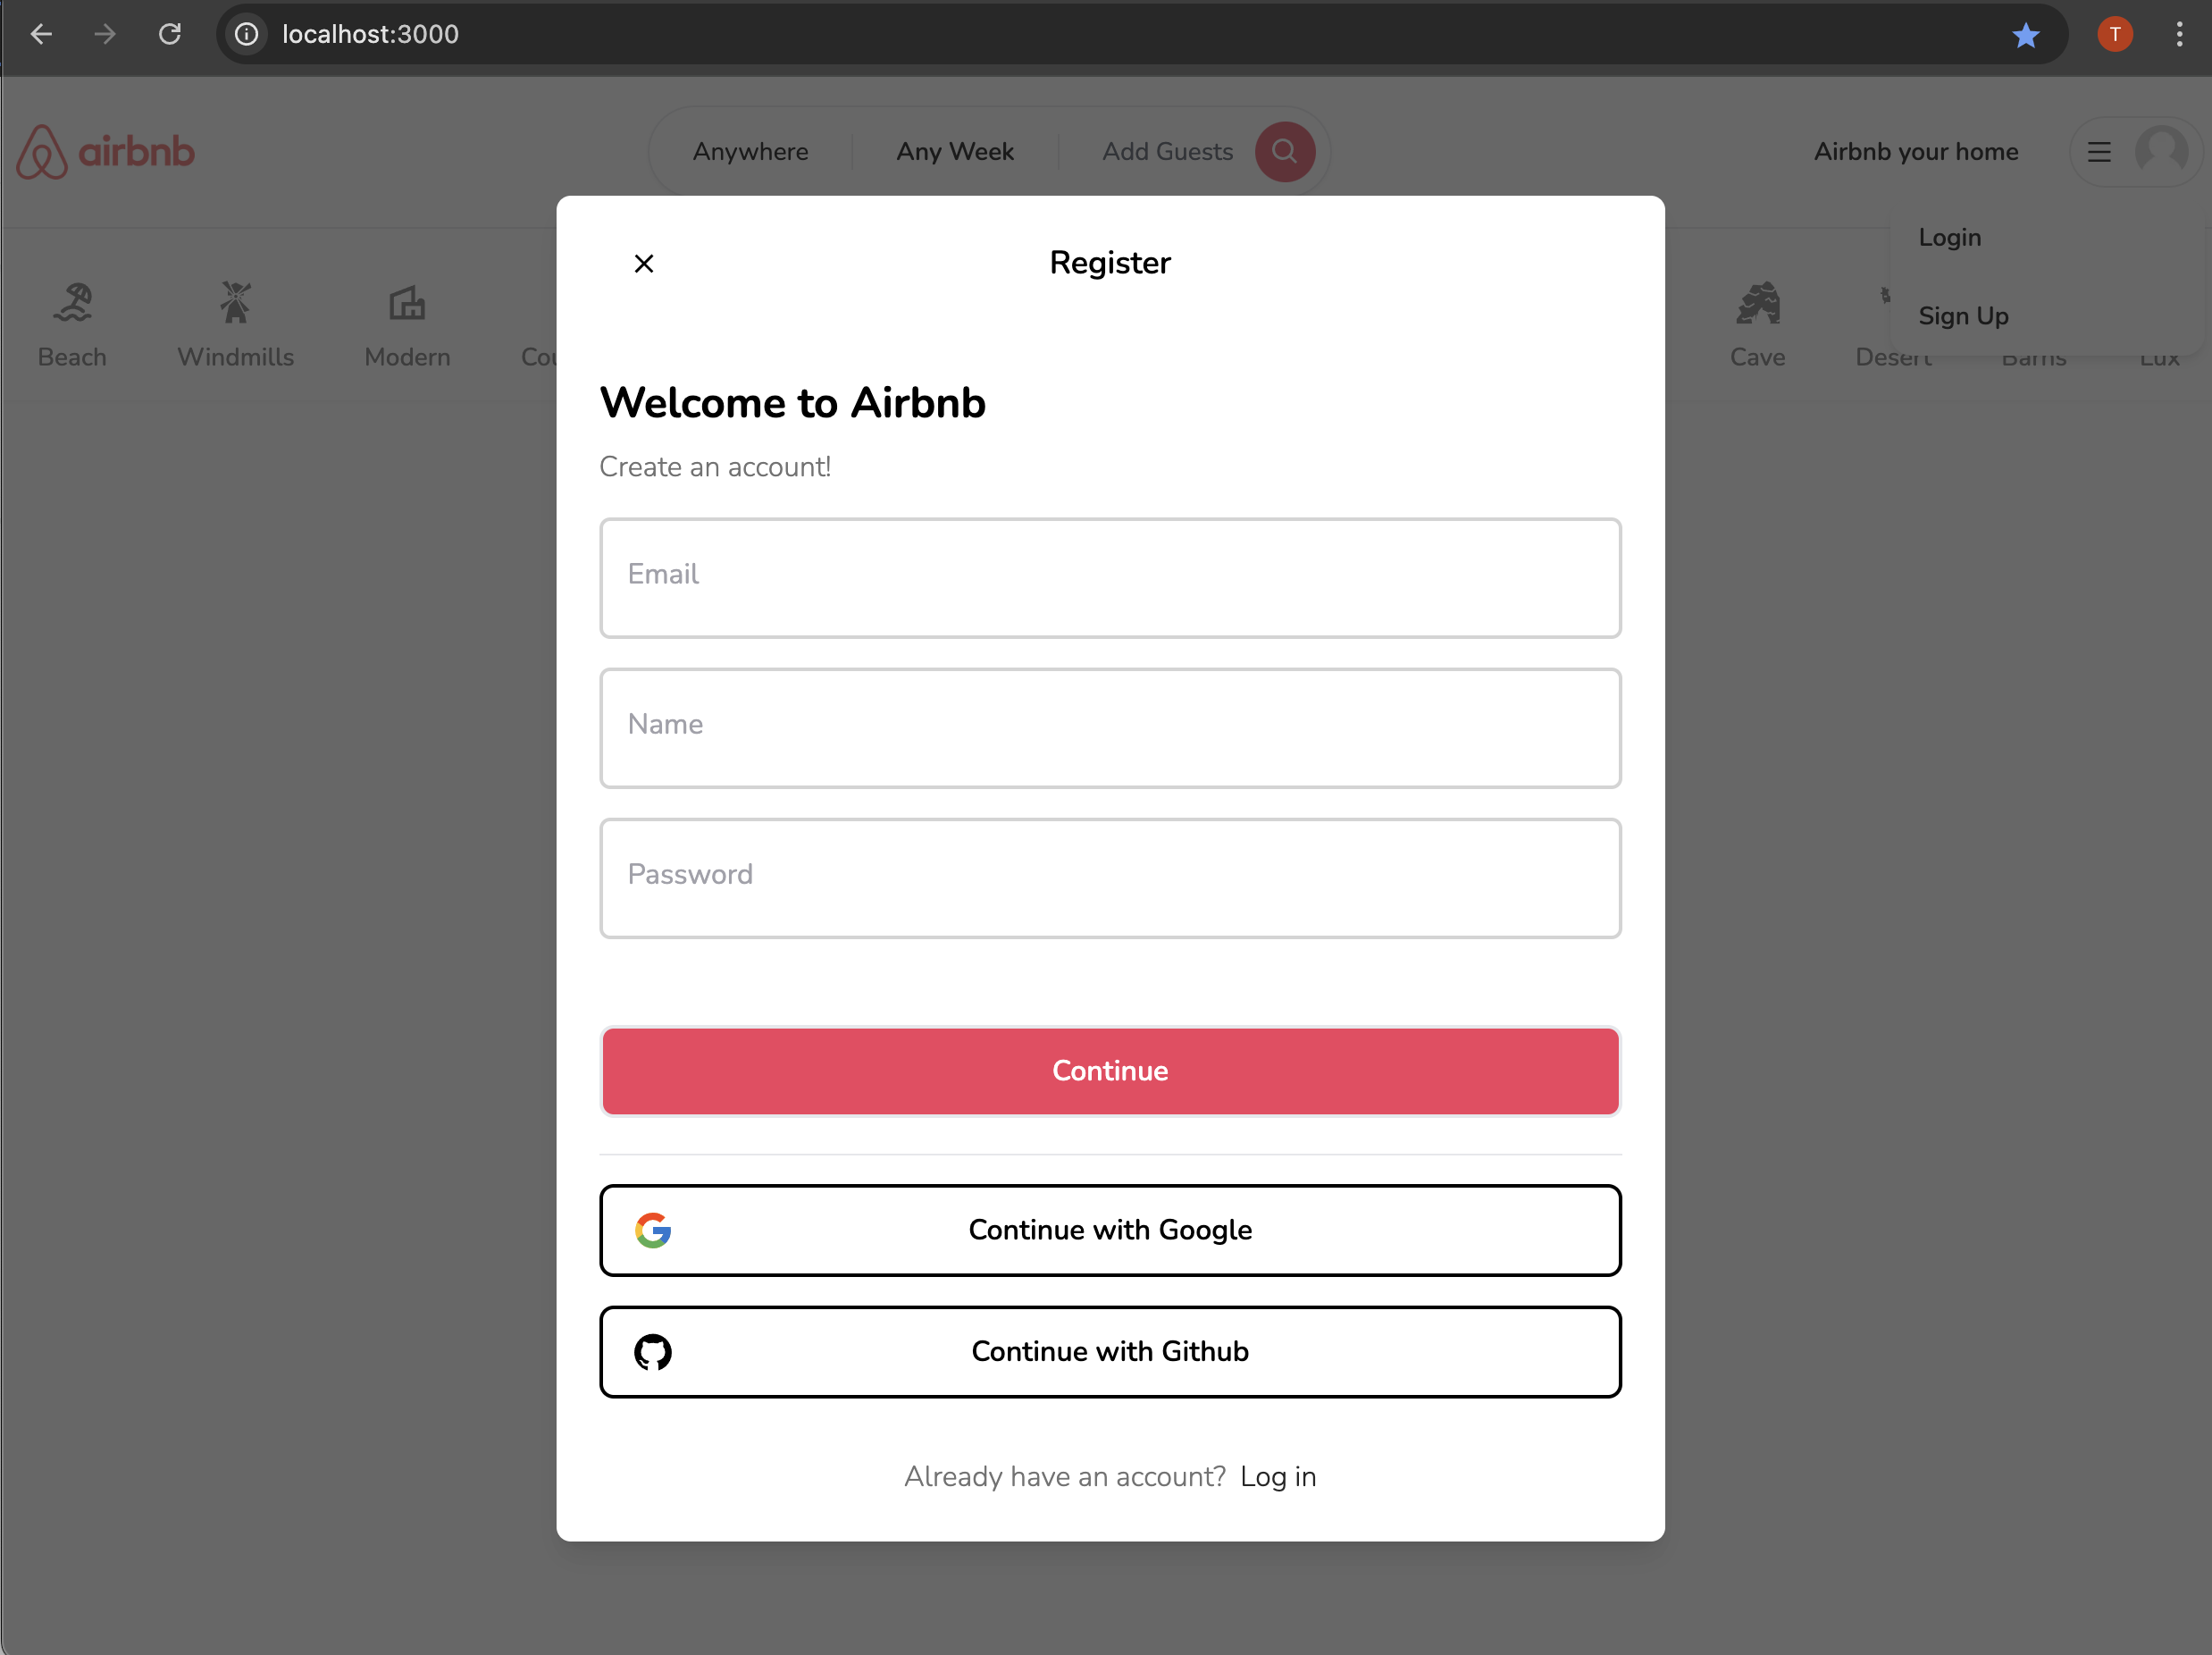 localhost:3000
T
airbnb
Anywhere
Any Week
Add Guests
Airbnb your home
Login
Sign Up
Beach
Windmills
Modern
Cou
Cave
Desert
Barns
Lux
Register
Welcome to Airbnb
Create an account!
Email
Name
Password
Continue
Continue with Google
Continue with Github
Already have an account? Log in